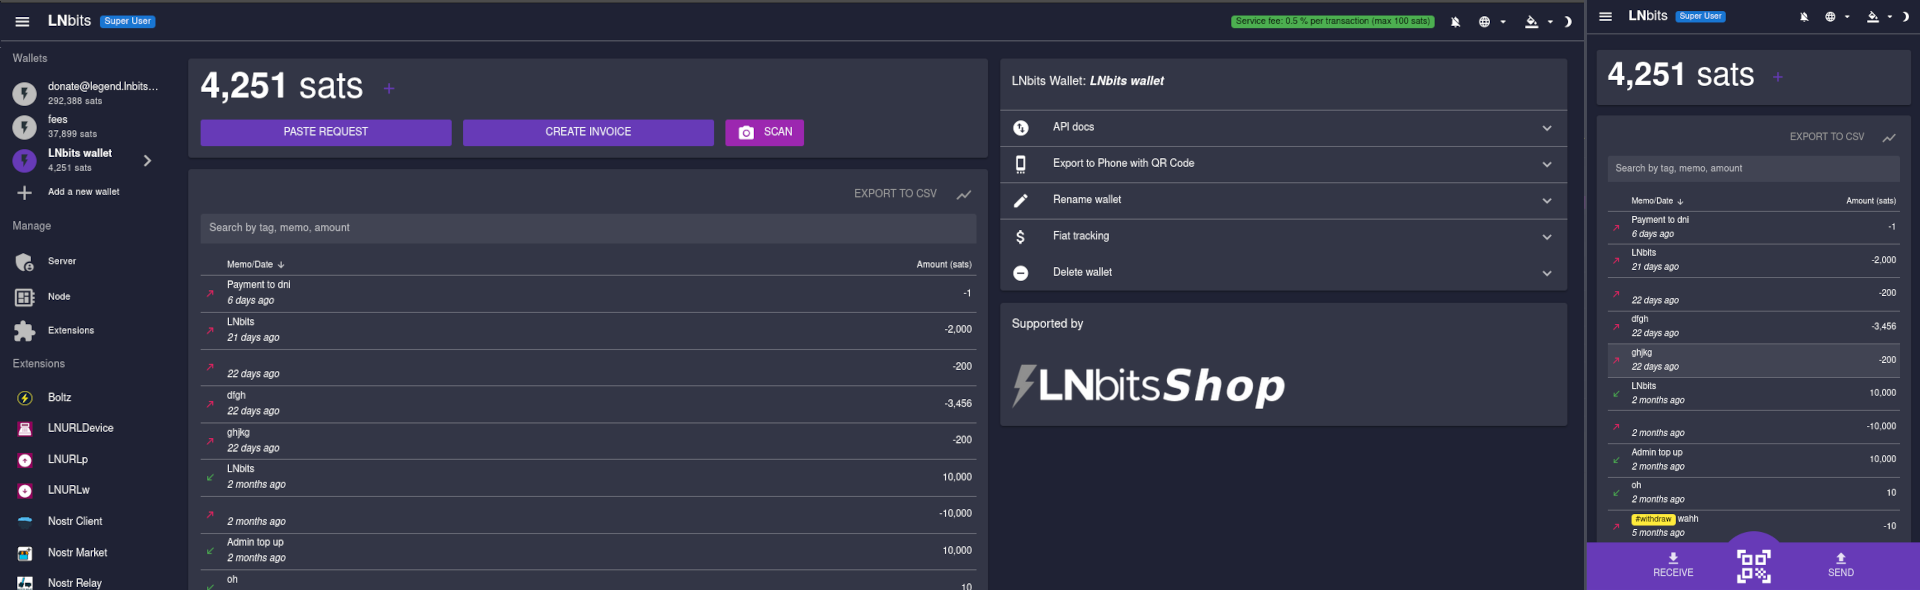 LNbits Super User
Service fee: 0.5 % per transaction (max 100 sats)
Wallets
donate@legend.lnbits...
292,388 sats
fees
37,899 sats
LNbits wallet
4,251 sats
Add a new wallet
Manage
Server
Node
Extensions
Extensions
Boltz
LNURLDevice
LNURLp
LNURLw
Nostr Client
Nostr Market
Nostr Relay
4,251 sats +
PASTE REQUEST
CREATE INVOICE
SCAN
EXPORT TO CSV
Search by tag, memo, amount
Memo/Date Amount (sats)
Payment to dni
6 days ago -1
LNbits
21 days ago -2,000
22 days ago -200
dfgh
22 days ago -3,456
ghjkg
22 days ago -200
LNbits
2 months ago 10,000
2 months ago -10,000
Admin top up
2 months ago 10,000
oh
10
LNbits Wallet: LNbits wallet
API docs
Export to Phone with QR Code
Rename wallet
Fiat tracking
Delete wallet
Supported by
LNbitsShop
LNbits Super User
4,251 sats +
EXPORT TO CSV
Search by tag, memo, amount
Memo/Date Amount (sats)
Payment to dni
6 days ago -1
LNbits
21 days ago -2,000
22 days ago -200
dfgh
22 days ago -3,456
ghjkg
22 days ago -200
LNbits
2 months ago 10,000
2 months ago -10,000
Admin top up
2 months ago 10,000
oh
2 months ago 10
#withdraw wahh
5 months ago -10
RECEIVE
SEND